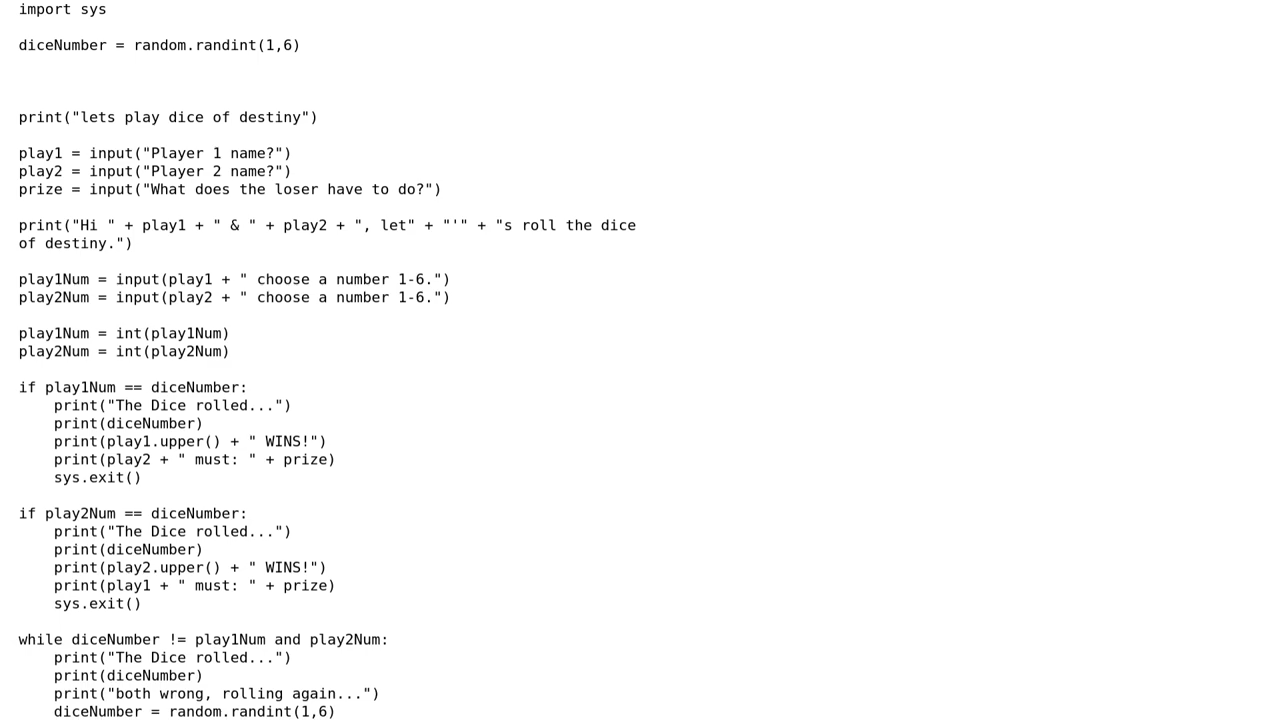 import sys
diceNumber = random.randint(1,6)
print("lets play dice of destiny")
play1 = input("Player 1 name?")
play2 = input("Player 2 name?")
prize = input("What does the loser have to do?")
print("Hi " + play1 + " & " + play2 + ", let" + "'" + "s roll the dice
of destiny.")
play1Num = input(play1 + " choose a number 1-6.")
play2Num = input(play2 + " choose a number 1-6.")
play1Num = int(play1Num)
play2Num = int(play2Num)
if play1Num == diceNumber:
    print("The Dice rolled...")
    print(diceNumber)
    print(play1.upper() + " WINS!")
    print(play2 + " must: " + prize)
    sys.exit()
if play2Num == diceNumber:
    print("The Dice rolled...")
    print(diceNumber)
    print(play2.upper() + " WINS!")
    print(play1 + " must: " + prize)
    sys.exit()
while diceNumber != play1Num and play2Num:
    print("The Dice rolled...")
    print(diceNumber)
    print("both wrong, rolling again...")
    diceNumber = random.randint(1,6)